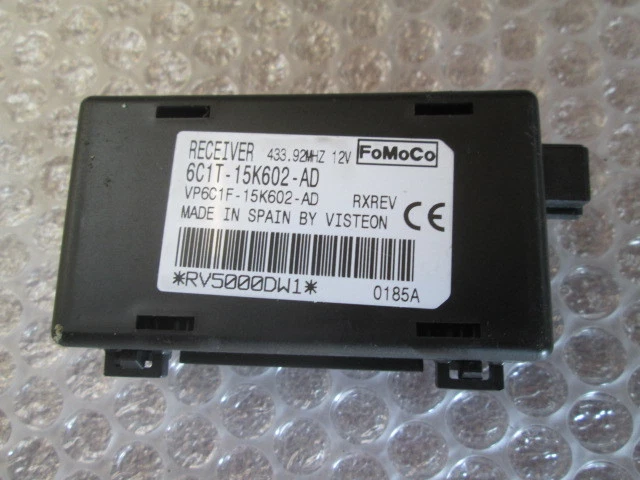 RECEIVER 433.92MHZ 12V FoMoCo
6C1T-15K602-AD
VP6C1F-15K602-AD RXREV
MADE IN SPAIN BY VISTEON CE
*RV5000DW1* 0185A